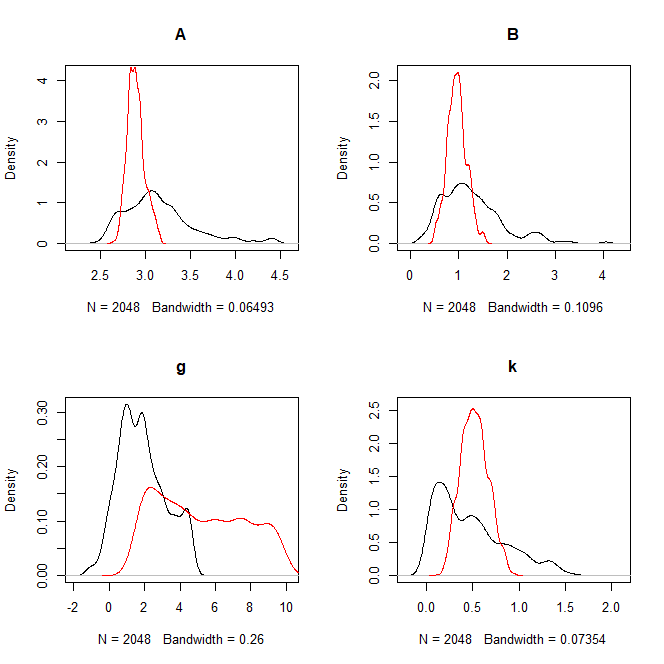 A
Density
0 1 2 3 4
2.5 3.0 3.5 4.0 4.5
N = 2048 Bandwidth = 0.06493
B
Density
0.0 0.5 1.0 1.5 2.0
0 1 2 3 4
N = 2048 Bandwidth = 0.1096
g
Density
0.00 0.10 0.20 0.30
-2 0 2 4 6 8 10
N = 2048 Bandwidth = 0.26
k
Density
0.0 0.5 1.0 1.5 2.0 2.5
0.0 0.5 1.0 1.5 2.0
N = 2048 Bandwidth = 0.07354